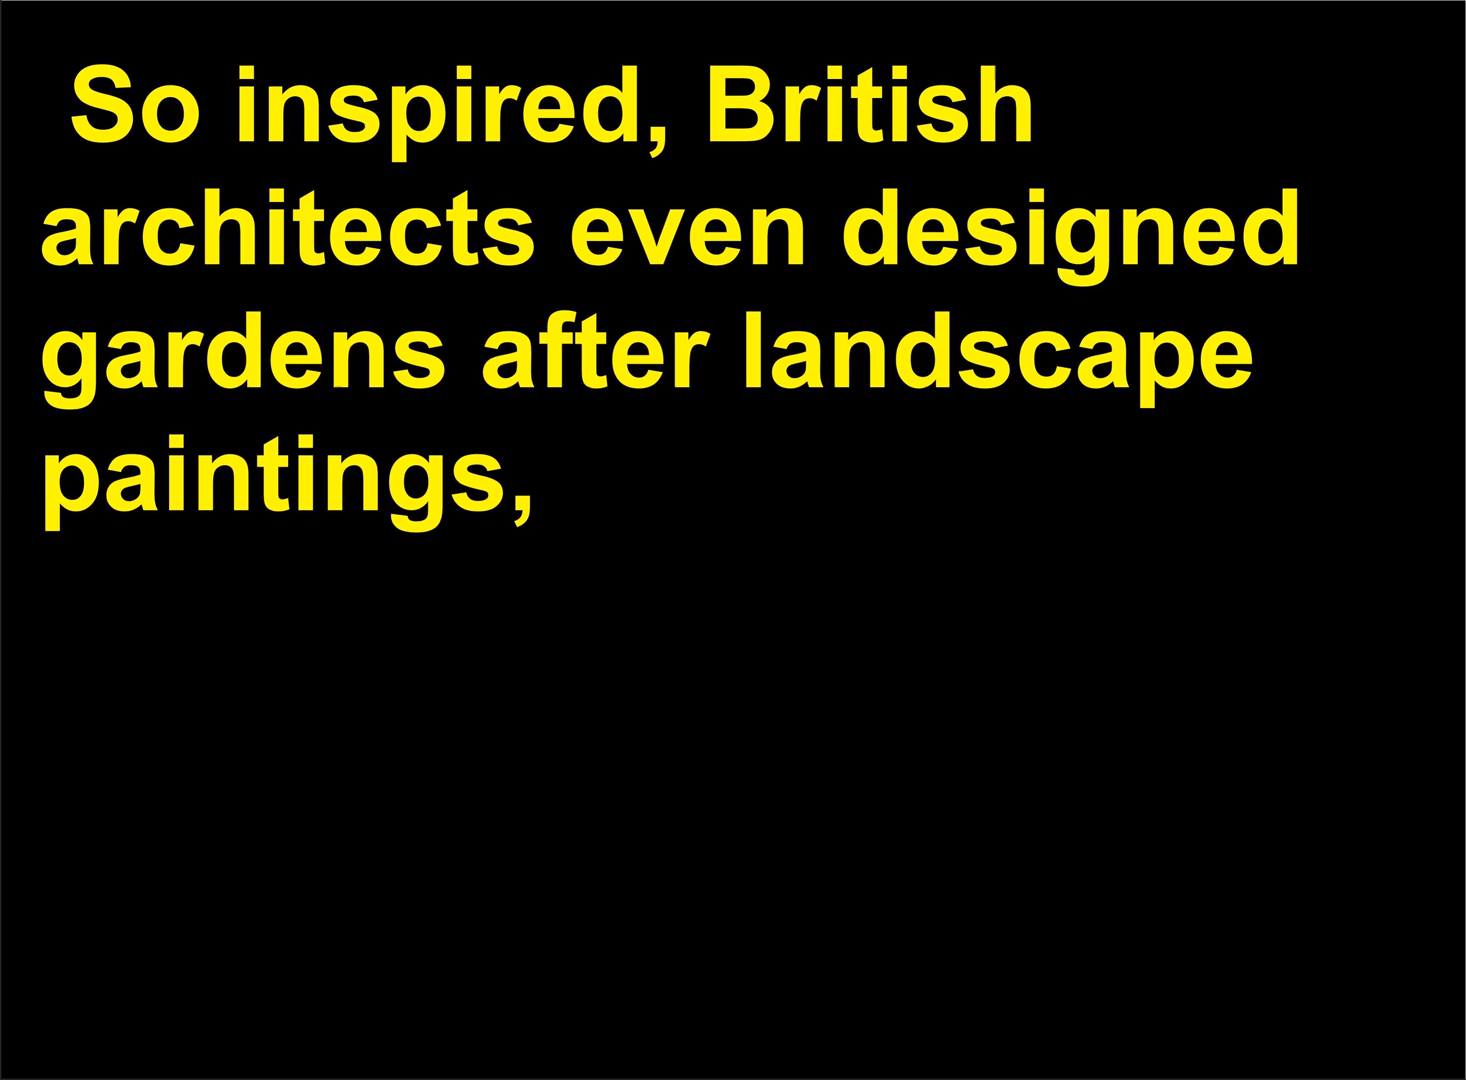 So inspired, British
architects even designed
gardens after landscape
paintings,